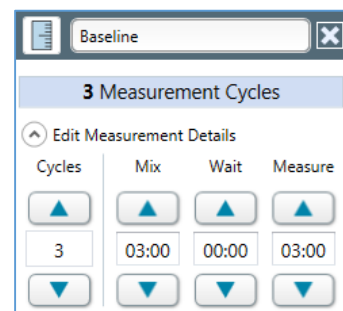 Baseline
3 Measurement Cycles
Edit Measurement Details
Cycles Mix Wait Measure
3 03:00 00:00 03:00